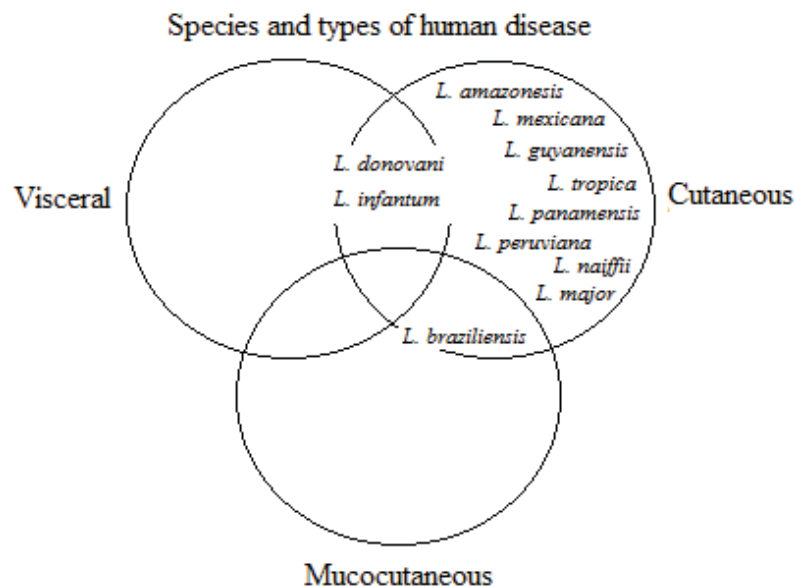 Species and types of human disease
L. amazonesis
L. mexicana
L. guyanensis
L. donovani
L. tropica
Visceral
L. infantum
Cutaneous
L. panamensis
L. peruviana
L. naiffii
L. major
L. braziliensis
Mucocutaneous